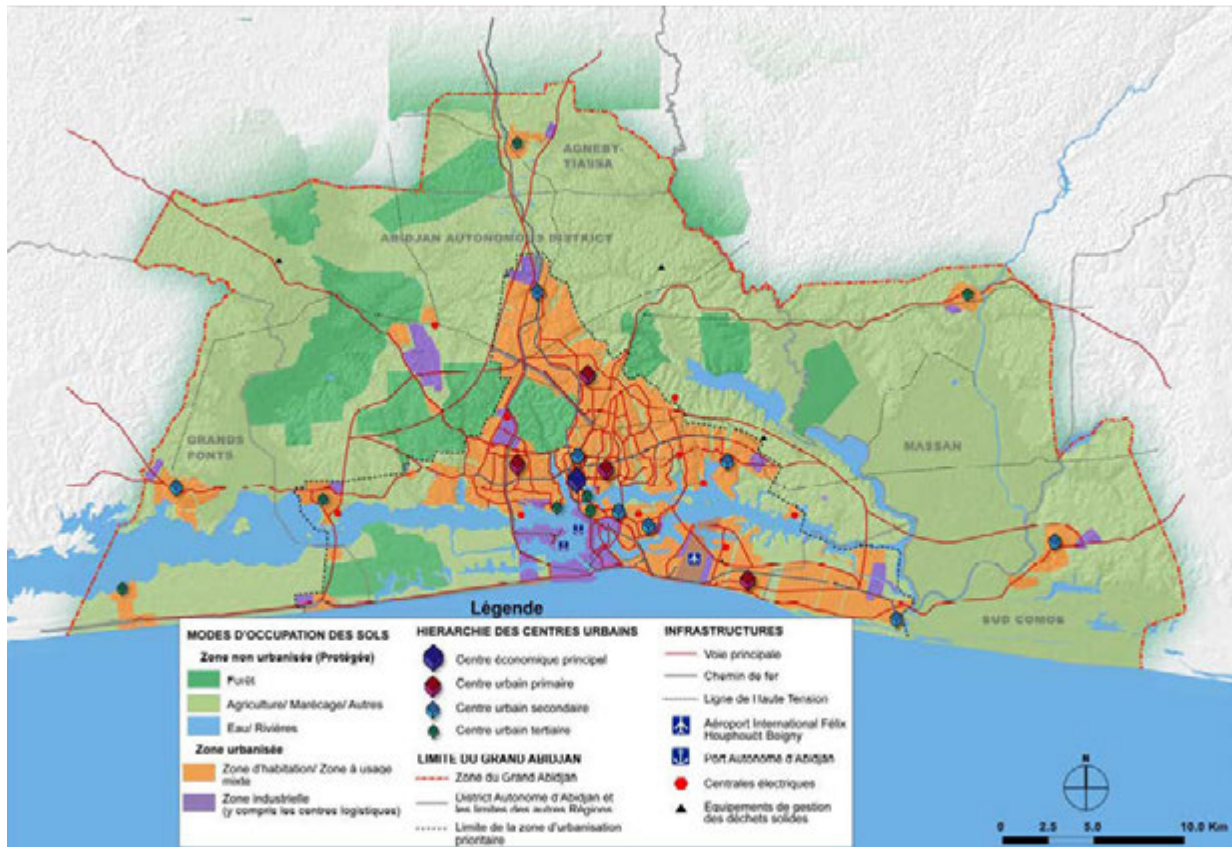 AGNEBY-
TIASSA
ABIDJAN AUTONOMOUS DISTRICT
GRANDS
PONTS
MASSAN
SUD COMOE
Légende
MODES D'OCCUPATION DES SOLS
Zone non urbanisée (Protégée)
Forêt
Agriculture/ Marécage/ Autres
Eau/ Rivières
Zone urbanisée
Zone d'habitation/ Zone à usage
mixte
Zone industrielle
(y compris les centres logistiques)
HIERARCHIE DES CENTRES URBAINS
Centre économique principal
Centre urbain primaire
Centre urbain secondaire
Centre urbain tertiaire
LIMITE DU GRAND ABIDJAN
Zone du Grand Abidjan
District Autonome d'Abidjan et
les limites des autres Régions
Limite de la zone d'urbanisation
prioritaire
INFRASTRUCTURES
Voie principale
Chemin de fer
Ligne de Haute Tension
Aéroport International Félix
Houphouët Boigny
Port Autonome d'Abidjan
Centrales électriques
Equipements de gestion
des déchets solides
N
0 2.5 5.0 10.0 Km